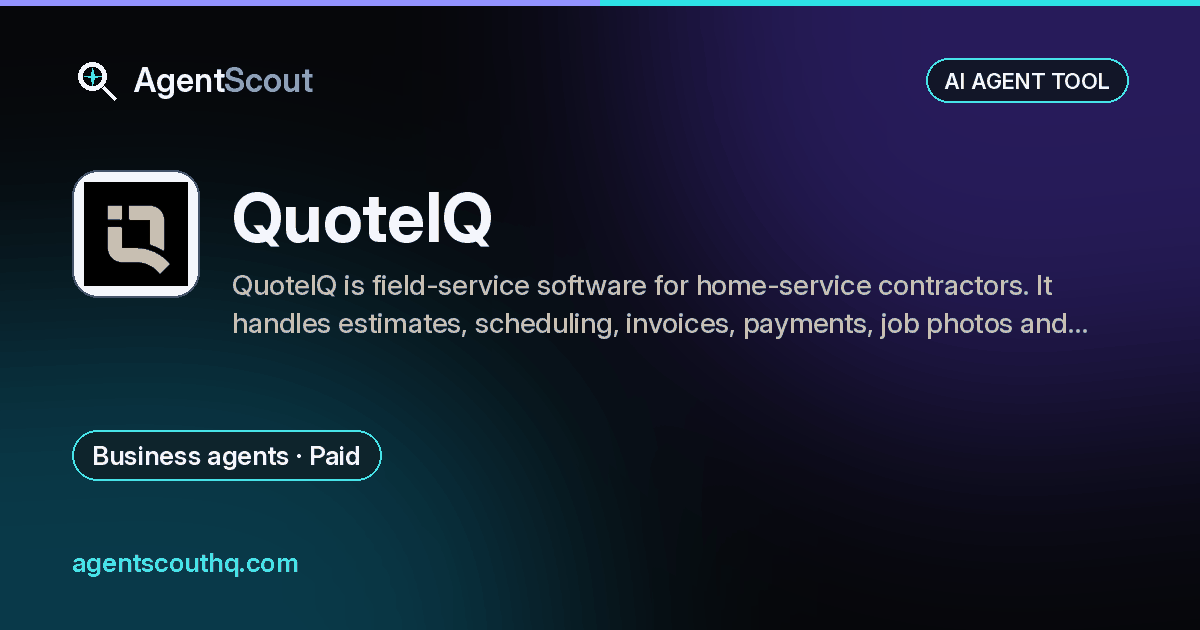 AgentScout
AI AGENT TOOL
QuoteIQ
QuoteIQ is field-service software for home-service contractors. It
handles estimates, scheduling, invoices, payments, job photos and...
Business agents · Paid
agentscouthq.com